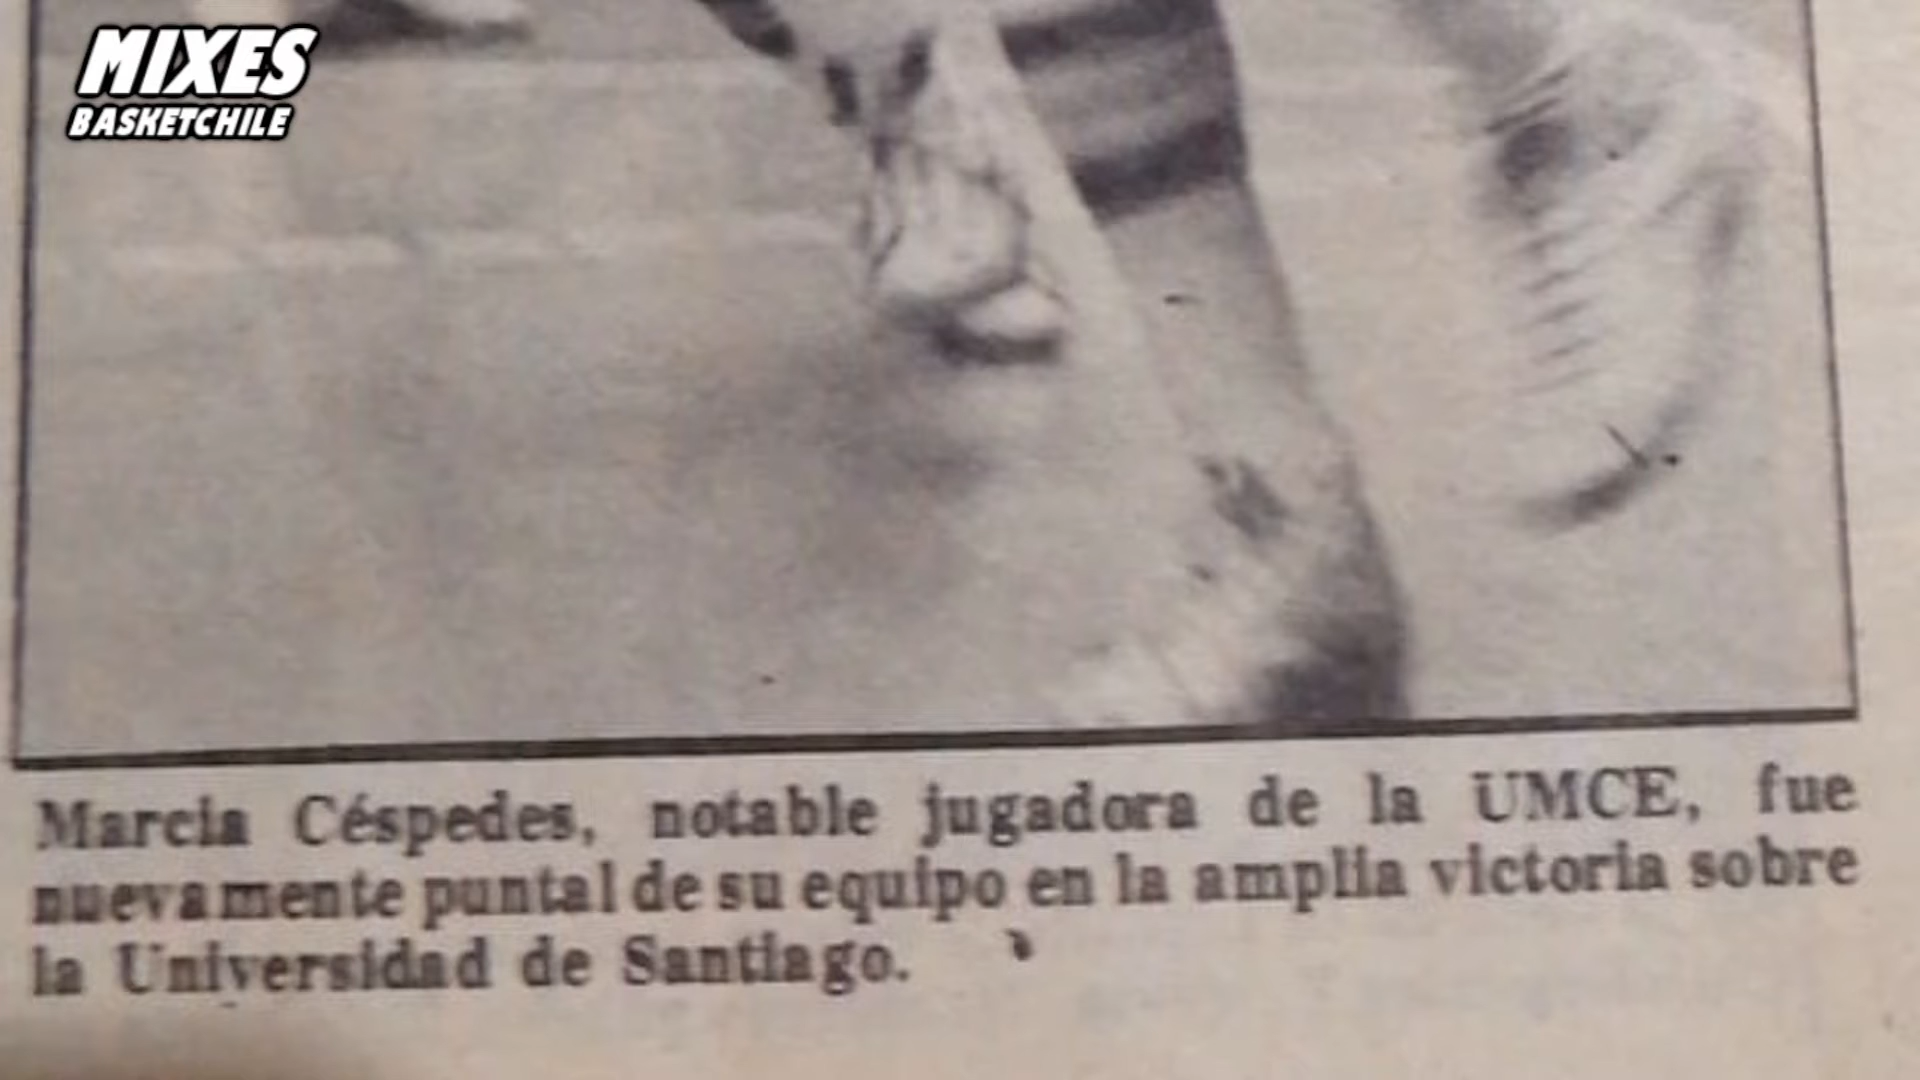 MIXES
BASKETCHILE
Marcia Céspedes, notable jugadora de la UMCE, fue
nuevamente puntal de su equipo en la amplia victoria sobre
la Universidad de Santiago.